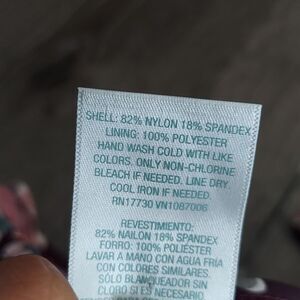 SHELL: 82% NYLON 18% SPANDEX
LINING: 100% POLYESTER
HAND WASH COLD WITH LIKE
COLORS. ONLY NON-CHLORINE
BLEACH IF NEEDED. LINE DRY.
COOL IRON IF NEEDED.
RN17730 VN1087006
REVESTIMIENTO:
82% NAILON 18% SPANDEX
FORRO: 100% POLIESTER
LAVAR A MANO CON AGUA FRIA
CON COLORES SIMILARES.
SÓLO BLANQUEADOR SIN
CLORO SI ES NECESARIO